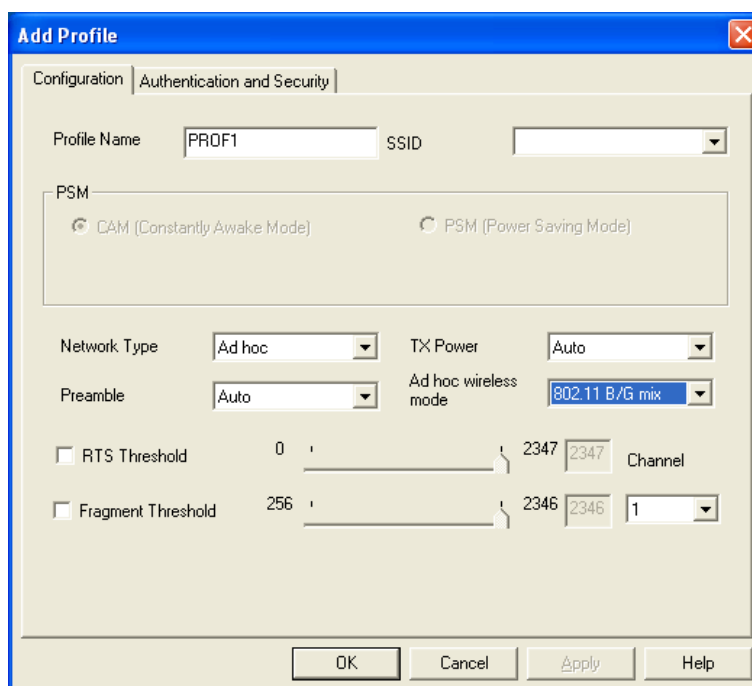 Add Profile
Configuration Authentication and Security
Profile Name PROF1 SSID
PSM
CAM (Constantly Awake Mode) PSM (Power Saving Mode)
Network Type Ad hoc TX Power Auto
Preamble Auto Ad hoc wireless mode 802.11 B/G mix
RTS Threshold 0 2347 2347 Channel
Fragment Threshold 256 2346 2346 1
OK Cancel Apply Help